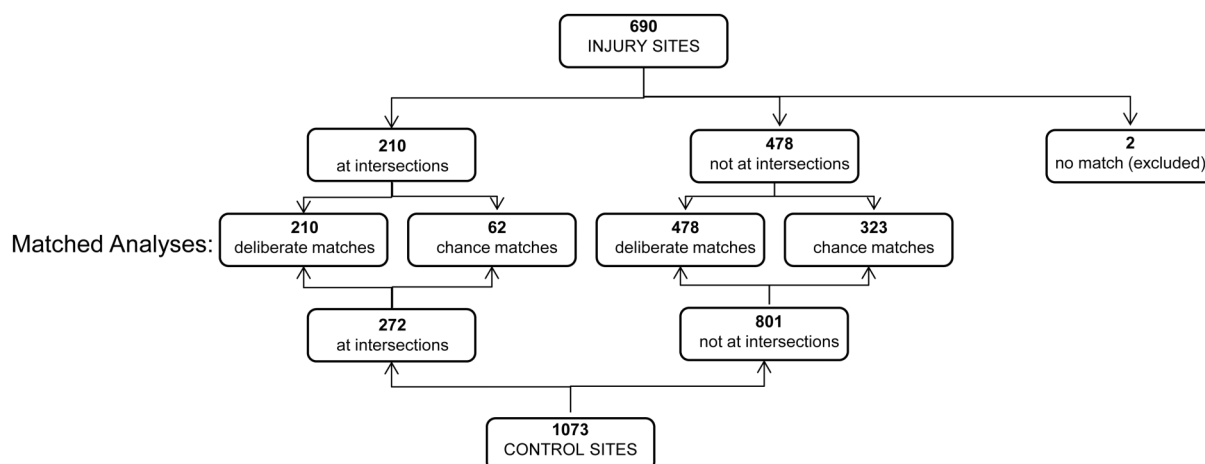 690
INJURY SITES
210
at intersections
478
not at intersections
2
no match (excluded)
Matched Analyses:
210
deliberate matches
62
chance matches
478
deliberate matches
323
chance matches
272
at intersections
801
not at intersections
1073
CONTROL SITES